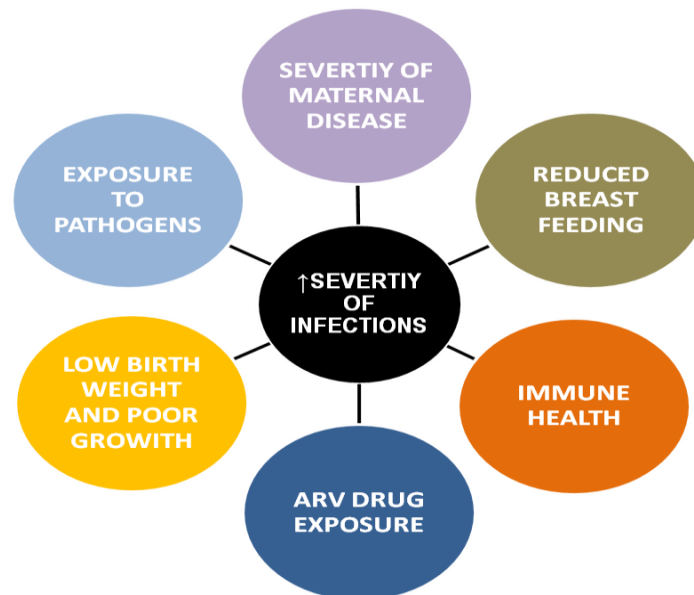 SEVERTIY OF
MATERNAL
DISEASE
EXPOSURE
TO
PATHOGENS
REDUCED
BREAST
FEEDING
↑SEVERTIY
OF
INFECTIONS
LOW BIRTH
WEIGHT
AND POOR
GROWITH
IMMUNE
HEALTH
ARV DRUG
EXPOSURE